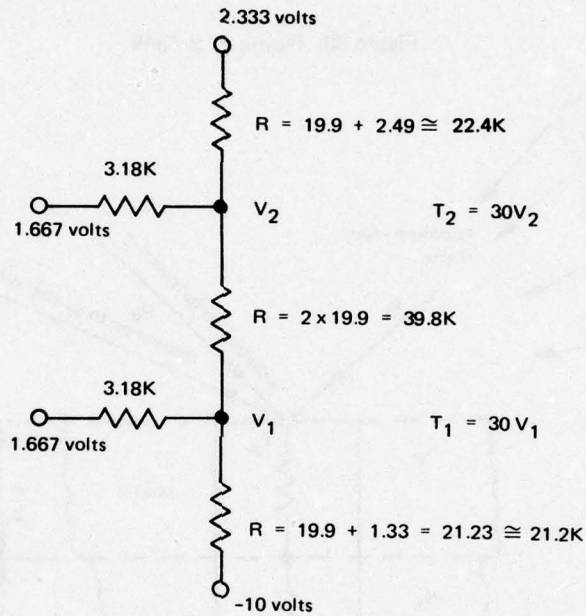 2.333 volts
R = 19.9 + 2.49 ≅ 22.4K
3.18K
V2 T2 = 30V2
1.667 volts
R = 2 x 19.9 = 39.8K
3.18K
V1 T1 = 30 V1
1.667 volts
R = 19.9 + 1.33 = 21.23 ≅ 21.2K
-10 volts